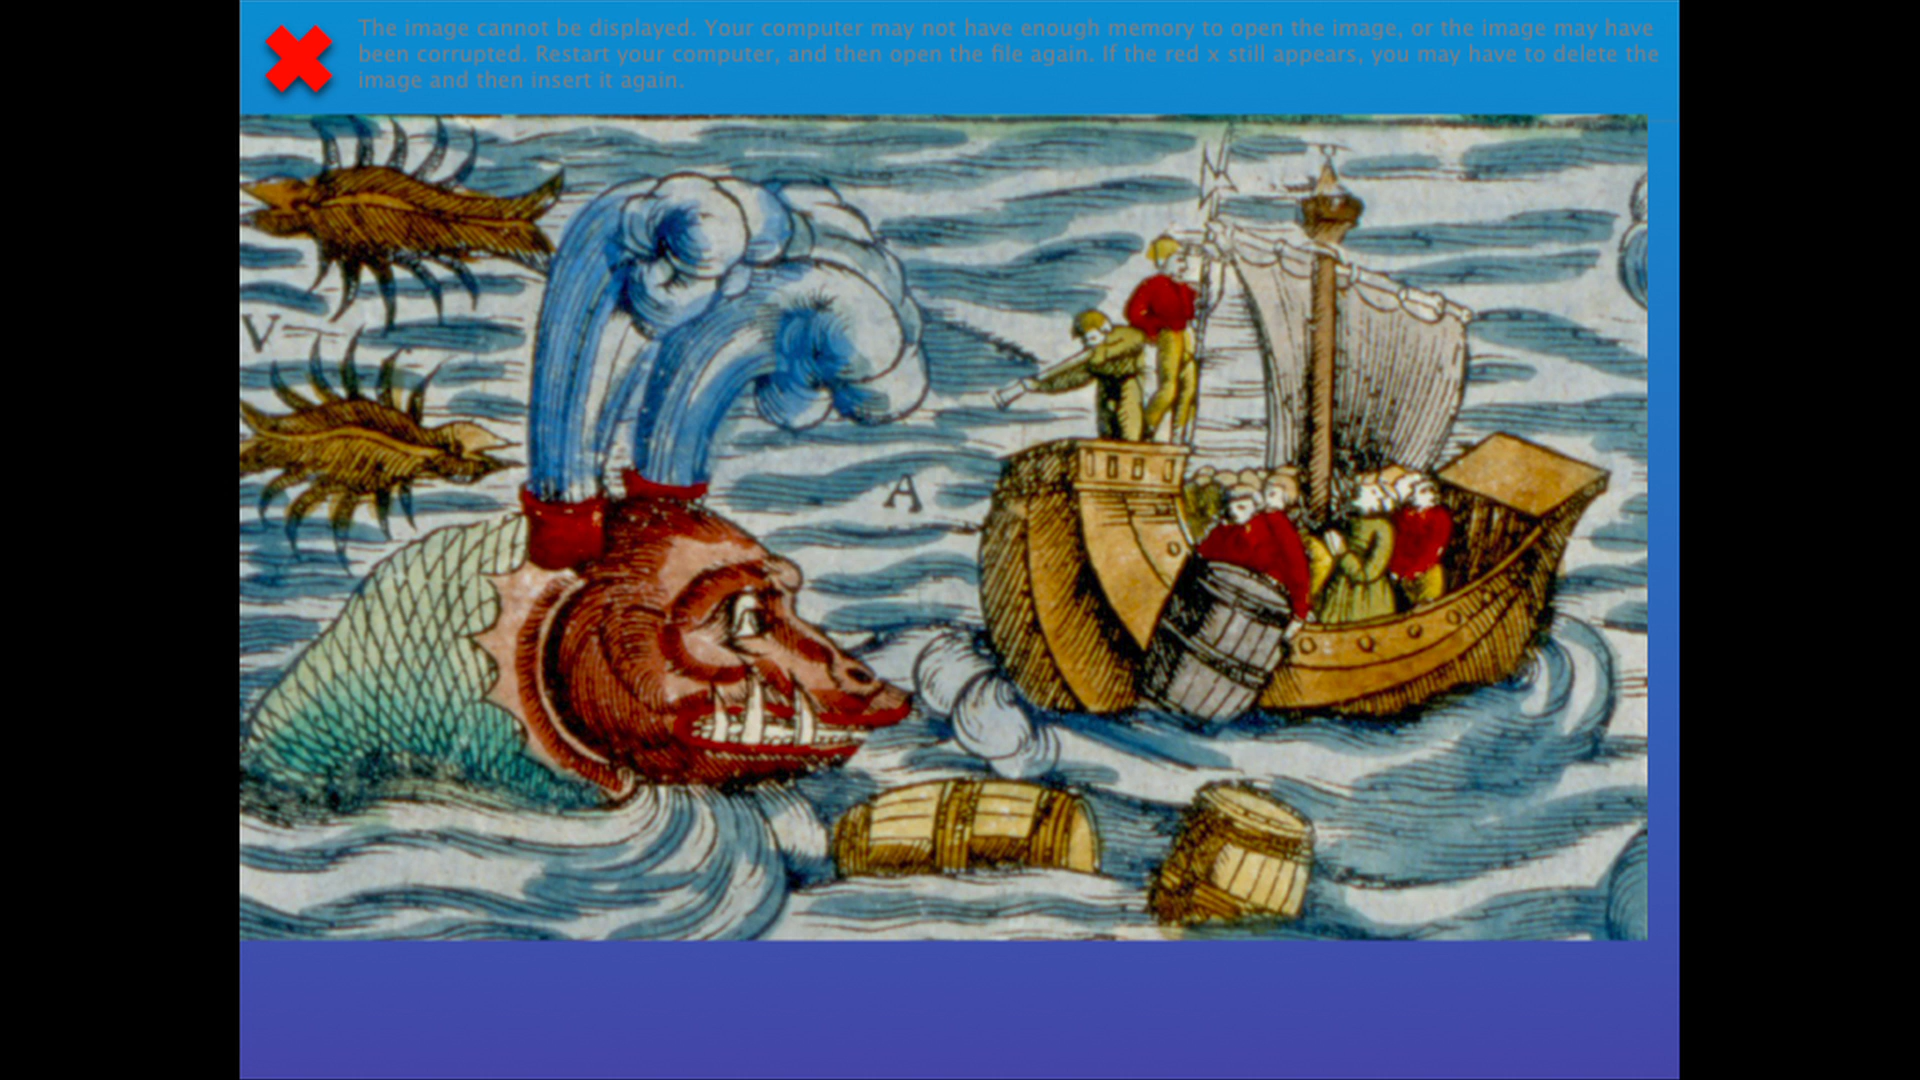 The image cannot be displayed. Your computer may not have enough memory to open the image, or the image may have
been corrupted. Restart your computer, and then open the file again. If the red x still appears, you may have to delete the
image and then insert it again.
V
A